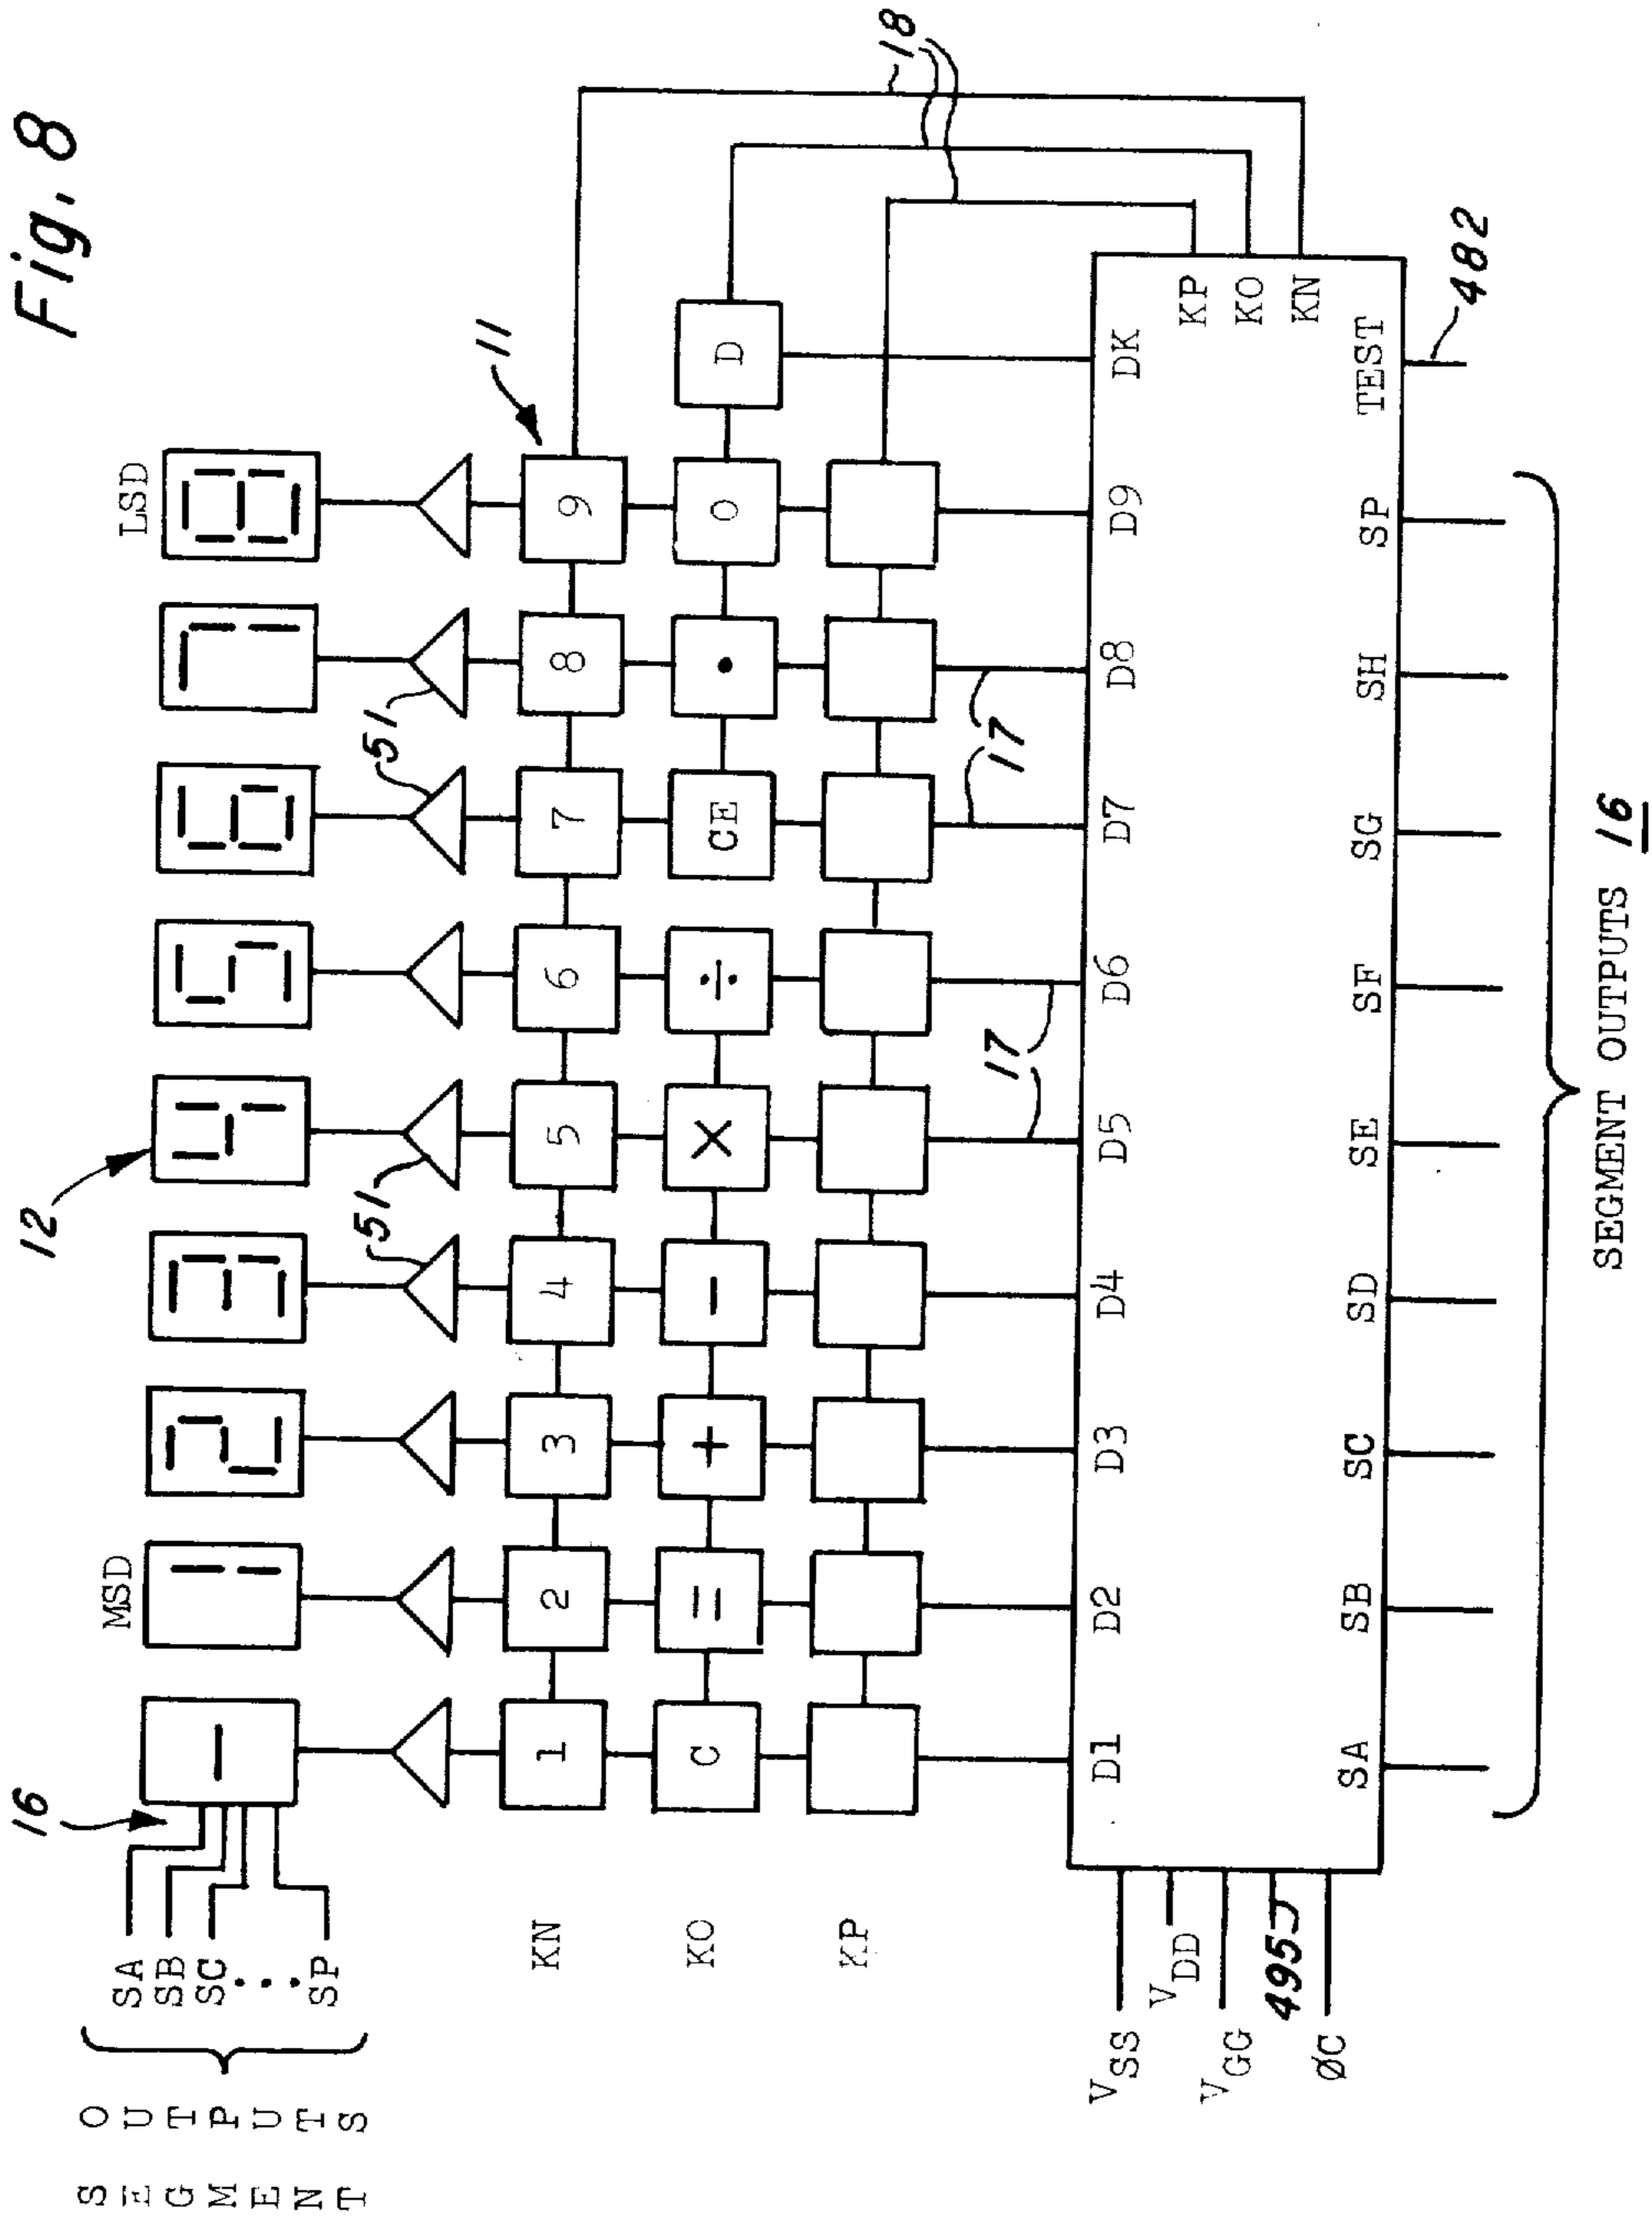 Fig. 8
SEGMENT
OUTPUTS
SA
SB
SC
SP
16
12
MSD
LSD
51
51
11
KN
1 2 3 4 5 6 7 8 9
KO
C = + − × ÷ CE • 0 D
KP
17
17
18
D1 D2 D3 D4 D5 D6 D7 D8 D9 DK
KP
KO
KN
VSS
VDD
VGG
495
ØC
SA SB SC SD SE SF SG SH SP TEST
482
SEGMENT OUTPUTS 16